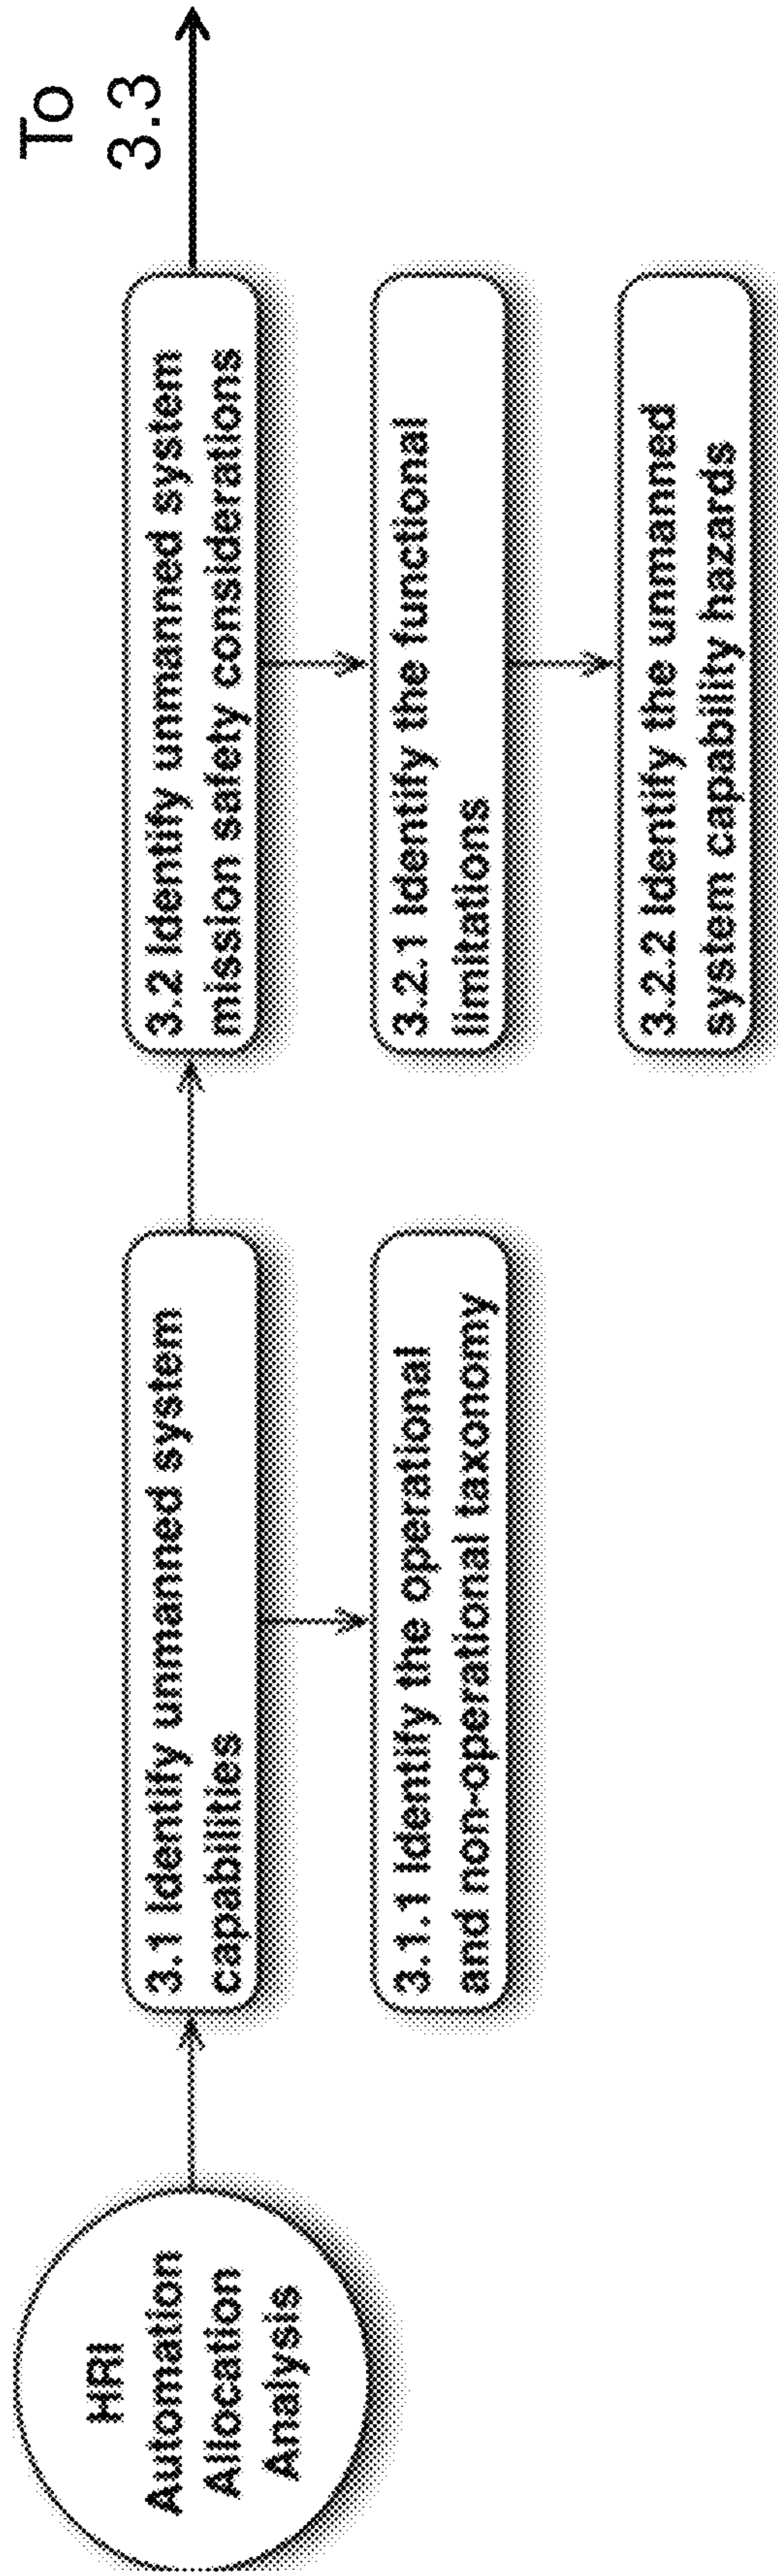 HRI
Automation
Allocation
Analysis
3.1 Identify unmanned system
capabilities
3.1.1 Identify the operational
and non-operational taxonomy
3.2 Identify unmanned system
mission safety considerations
3.2.1 Identify the functional
limitations
3.2.2 Identify the unmanned
system capability hazards
To
3.3